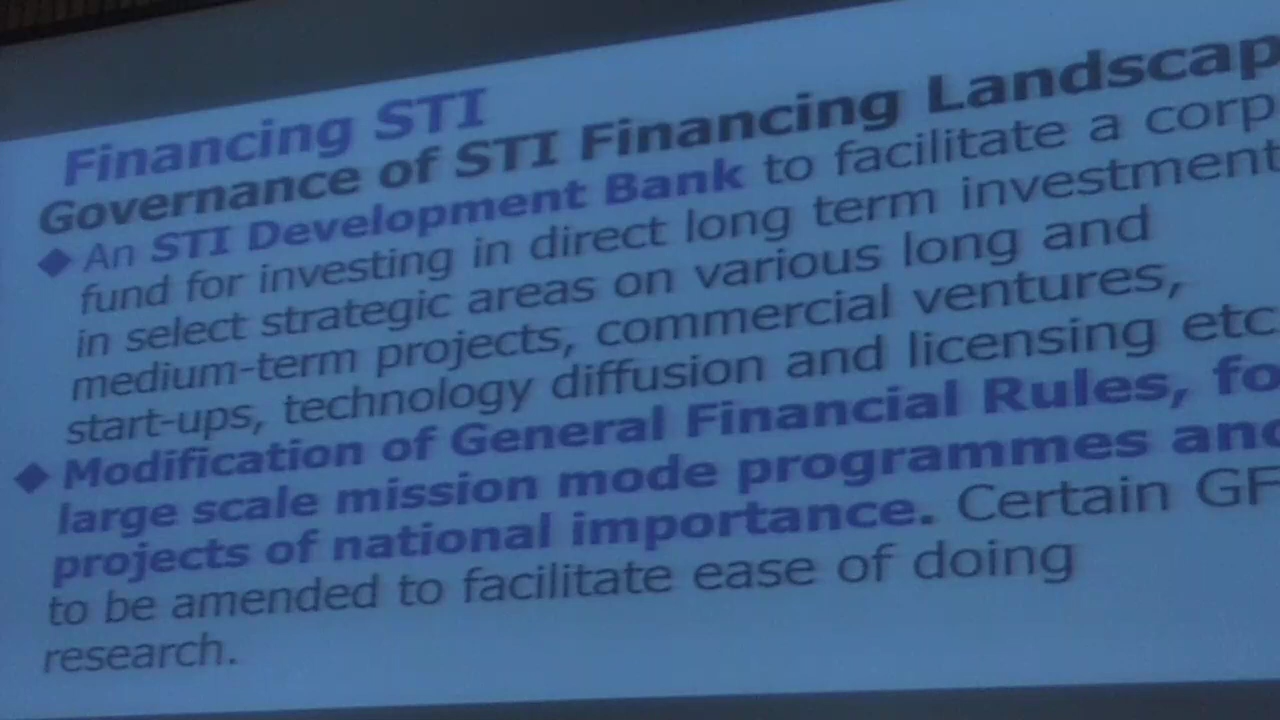 Financing STI
Governance of STI Financing Landscap
◆ An STI Development Bank to facilitate a corp
fund for investing in direct long term investment
in select strategic areas on various long and
medium-term projects, commercial ventures,
start-ups, technology diffusion and licensing etc
◆ Modification of General Financial Rules, fo
large scale mission mode programmes and
projects of national importance. Certain GF
to be amended to facilitate ease of doing
research.